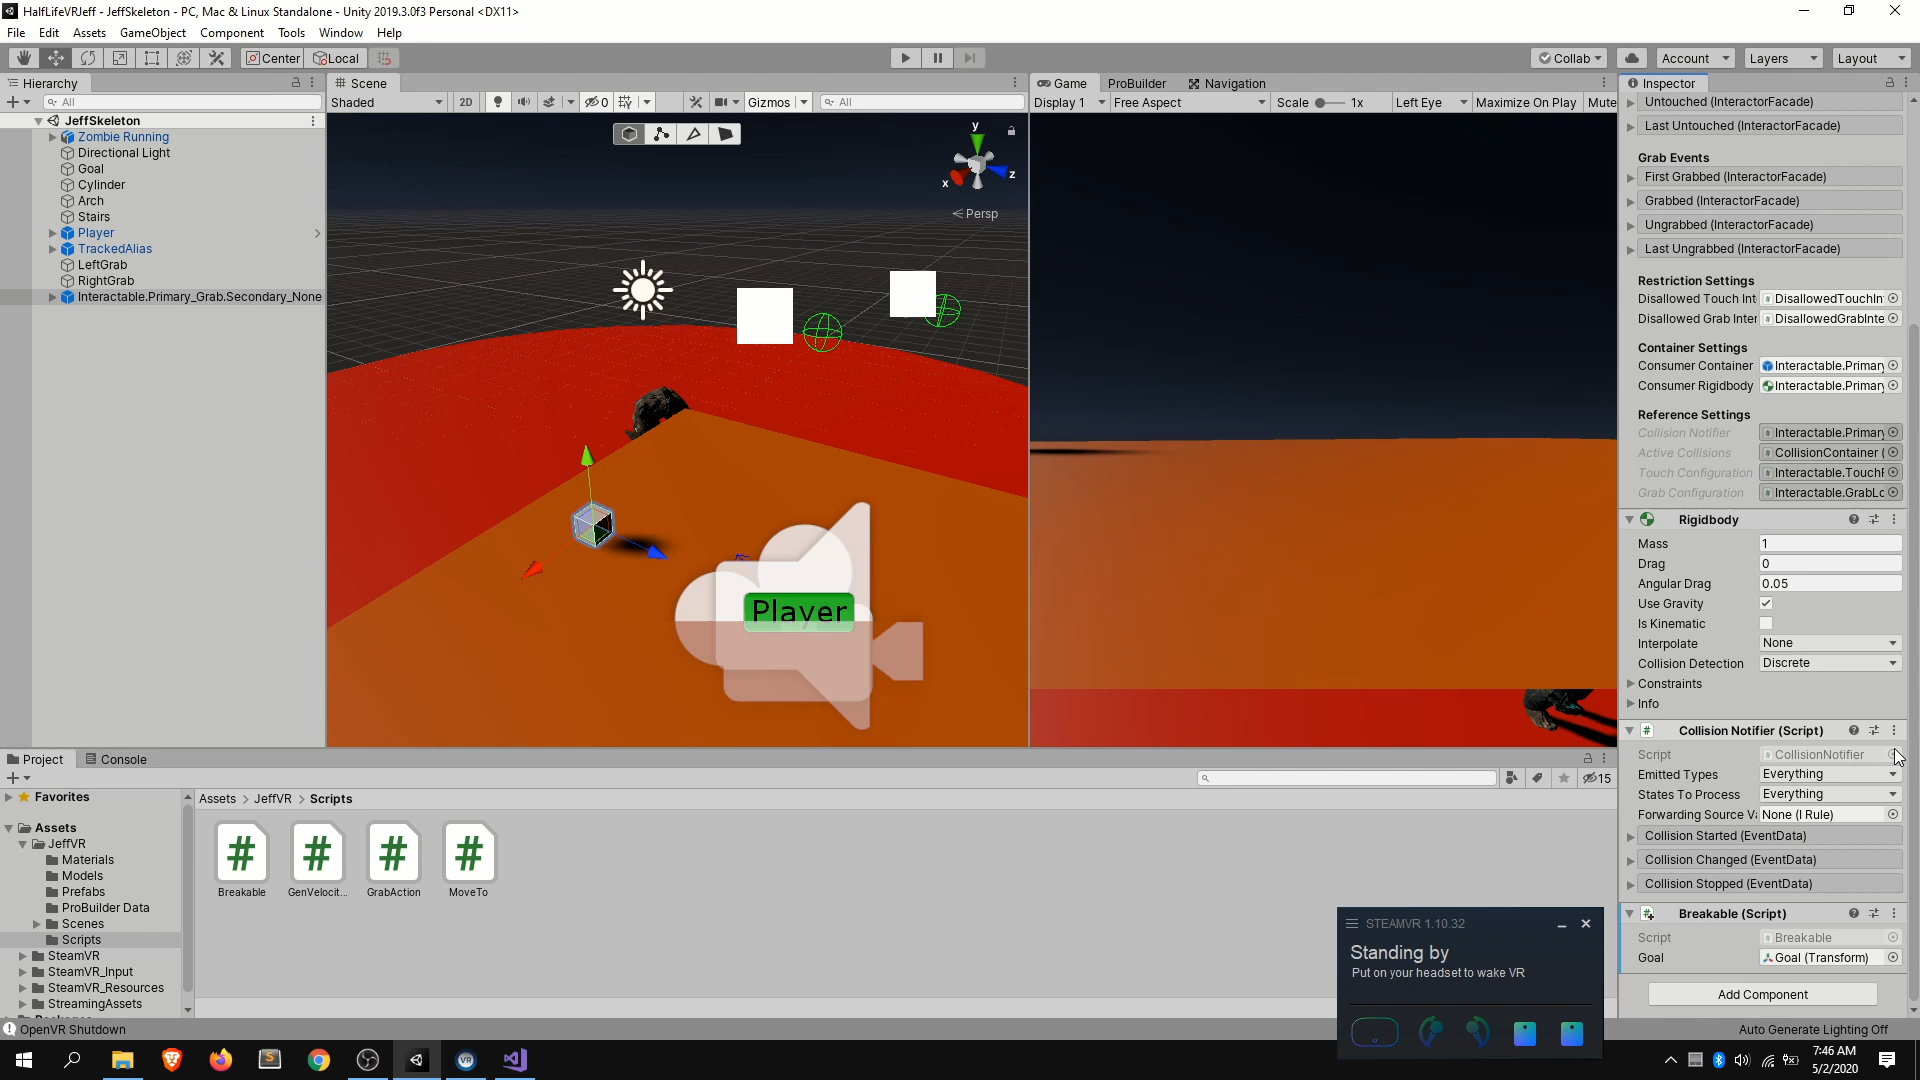 HalfLifeVRJeff - JeffSkeleton - PC, Mac & Linux Standalone - Unity 2019.3.0f3 Personal <DX11>
File Edit Assets GameObject Component Tools Window Help
Center Local
Collab Account Layers Layout
Hierarchy
All
JeffSkeleton
Zombie Running
Directional Light
Goal
Cylinder
Arch
Stairs
Player
TrackedAlias
LeftGrab
RightGrab
Interactable.Primary_Grab.Secondary_None
Scene
Shaded 2D 0 Gizmos All
y
x
z
Persp
Player
Game ProBuilder Navigation
Display 1 Free Aspect Scale 1x Left Eye Maximize On Play Mute
Inspector
Untouched (InteractorFacade)
Last Untouched (InteractorFacade)
Grab Events
First Grabbed (InteractorFacade)
Grabbed (InteractorFacade)
Ungrabbed (InteractorFacade)
Last Ungrabbed (InteractorFacade)
Restriction Settings
Disallowed Touch Int DisallowedTouchIn
Disallowed Grab Inter DisallowedGrabInte
Container Settings
Consumer Container Interactable.Primary
Consumer Rigidbody Interactable.Primary
Reference Settings
Collision Notifier Interactable.Primary
Active Collisions CollisionContainer (
Touch Configuration Interactable.TouchF
Grab Configuration Interactable.GrabLo
Rigidbody
Mass 1
Drag 0
Angular Drag 0.05
Use Gravity
Is Kinematic
Interpolate None
Collision Detection Discrete
Constraints
Info
Collision Notifier (Script)
Script CollisionNotifier
Emitted Types Everything
States To Process Everything
Forwarding Source Va None (I Rule)
Collision Started (EventData)
Collision Changed (EventData)
Collision Stopped (EventData)
Breakable (Script)
Script Breakable
Goal Goal (Transform)
Add Component
Project Console
15
Favorites
Assets
JeffVR
Materials
Models
Prefabs
ProBuilder Data
Scenes
Scripts
SteamVR
SteamVR_Input
SteamVR_Resources
StreamingAssets
Assets > JeffVR > Scripts
Breakable GenVelocit... GrabAction MoveTo
STEAMVR 1.10.32
Standing by
Put on your headset to wake VR
OpenVR Shutdown
Auto Generate Lighting Off
7:46 AM
5/2/2020